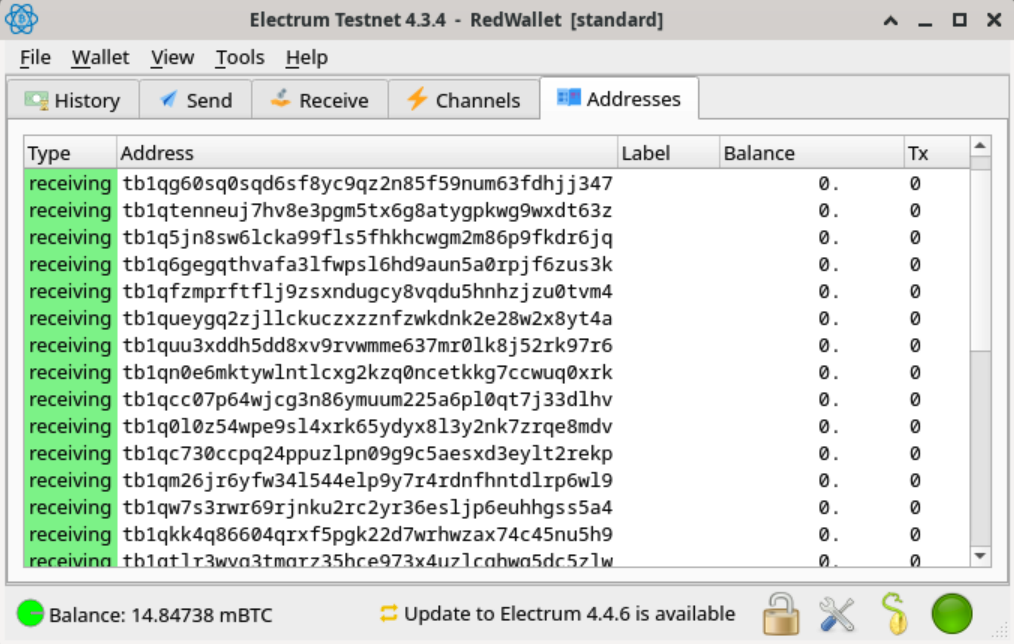 Electrum Testnet 4.3.4 - RedWallet [standard]
File Wallet View Tools Help
History Send Receive Channels Addresses
Type Address Label Balance Tx
receiving tb1qg60sq0sqd6sf8yc9qz2n85f59num63fdhjj347 0. 0
receiving tb1qtenneuj7hv8e3pgm5tx6g8atygpkwg9wxdt63z 0. 0
receiving tb1q5jn8sw6lcka99fls5fhkhcwgm2m86p9fkdr6jq 0. 0
receiving tb1q6gegqthvafa3lfwpsl6hd9aun5a0rpjf6zus3k 0. 0
receiving tb1qfzmprftflj9zsxndugcy8vqdu5hnhzjzu0tvm4 0. 0
receiving tb1queygq2zjllckuczxzznfzwkdnk2e28w2x8yt4a 0. 0
receiving tb1quu3xddh5dd8xv9rvwmme637mr0lk8j52rk97r6 0. 0
receiving tb1qn0e6mktywlntlcxg2kzq0ncetkkg7ccwuq0xrk 0. 0
receiving tb1qcc07p64wjcg3n86ymuum225a6pl0qt7j33dlhv 0. 0
receiving tb1q0l0z54wpe9sl4xrk65ydyx8l3y2nk7zrqe8mdv 0. 0
receiving tb1qc730ccpq24ppuzlpn09g9c5aesxd3eylt2rekp 0. 0
receiving tb1qm26jr6yfw34l544elp9y7r4rdnfhntdlrp6wl9 0. 0
receiving tb1qw7s3rwr69rjnku2rc2yr36esljp6euhhgss5a4 0. 0
receiving tb1qkk4q86604qrxf5pgk22d7wrhwzax74c45nu5h9 0. 0
receiving tb1qtlr3wyg3tmqrz35hce973x4uzlcqhwg5dc5zlw 0. 0
Balance: 14.84738 mBTC Update to Electrum 4.4.6 is available